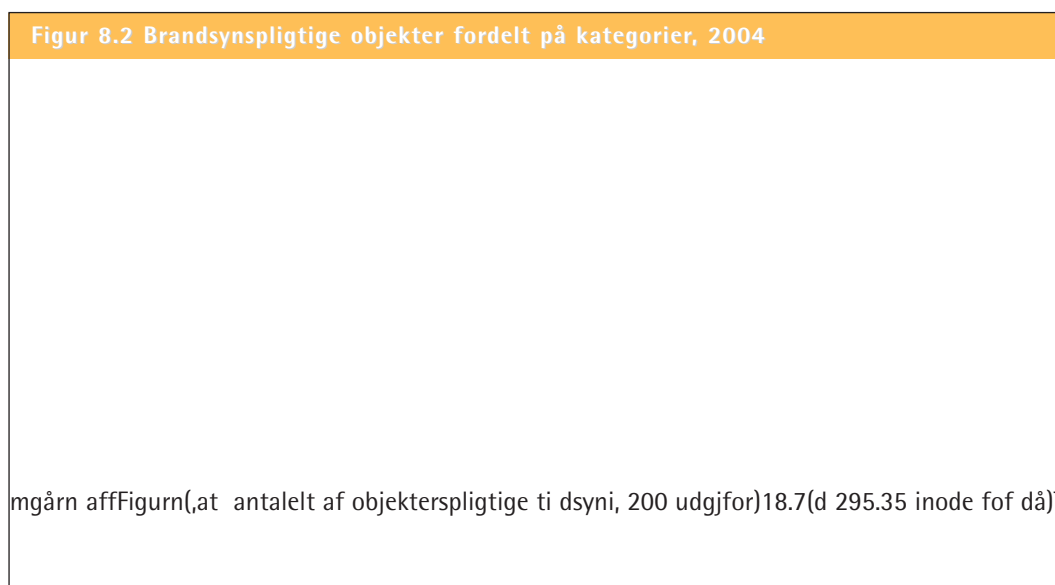 Figur 8.2 Brandsynspligtige objekter fordelt på kategorier, 2004
mgårn affFigurn(,at antalelt af objekterspligtige ti dsyni, 200 udgjfor)18.7(d 295.35 inode fof då)